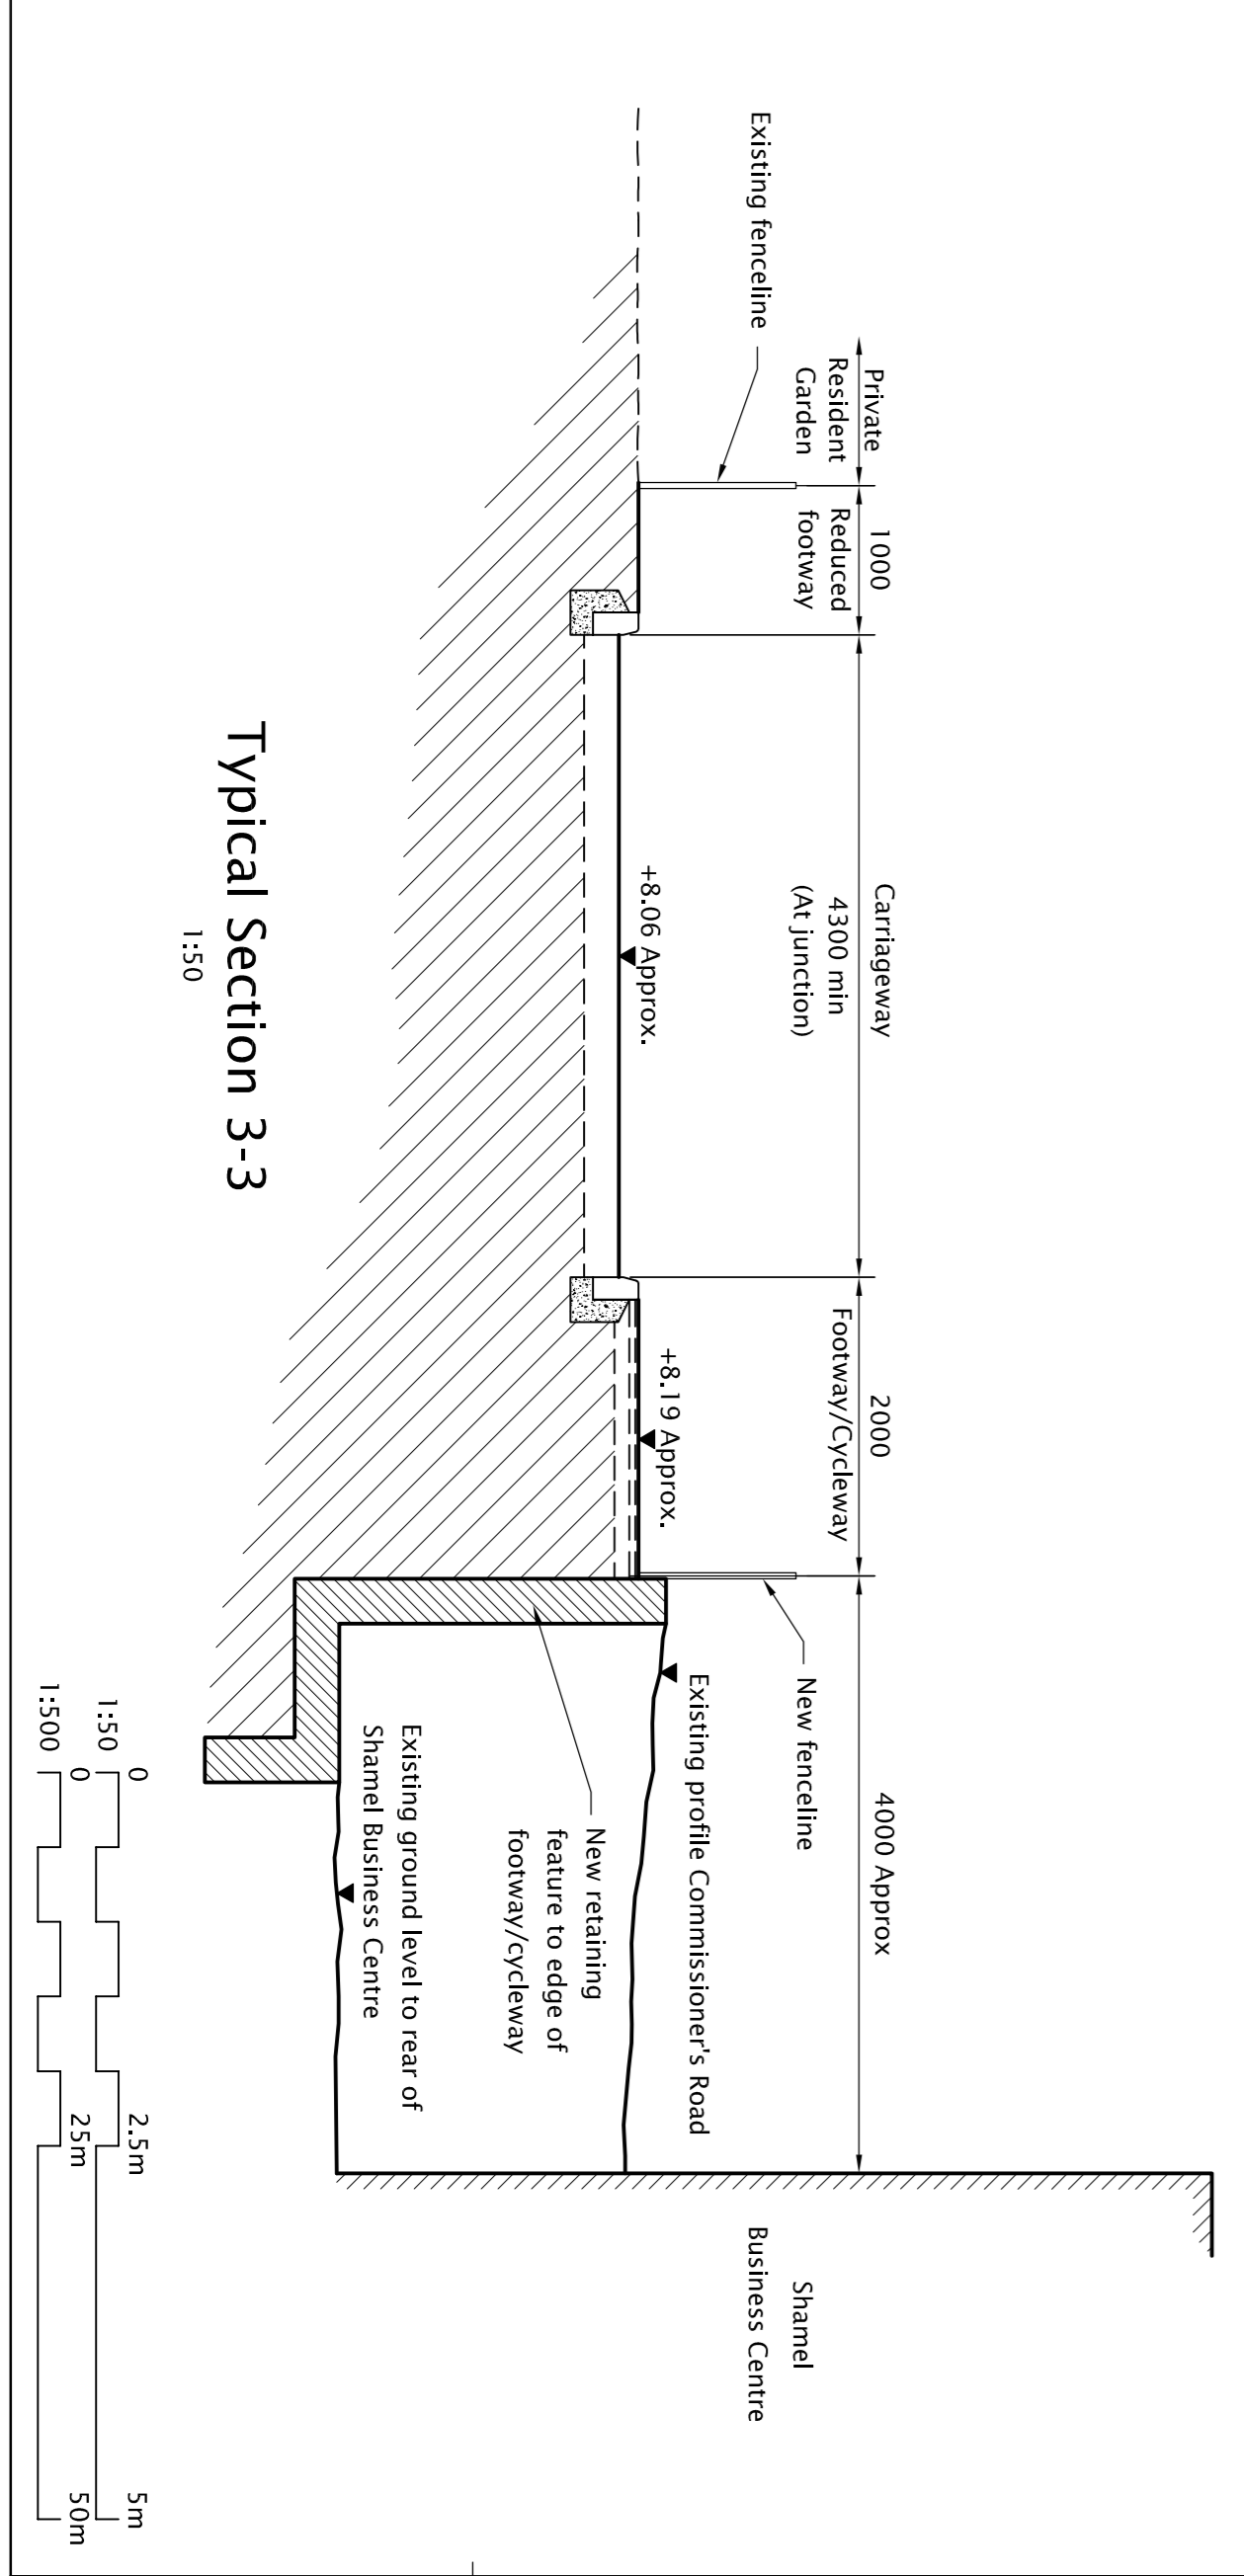 Private
Resident
Garden
1000
Reduced
footway
Carriageway
4300 min
(At junction)
2000
Footway/Cycleway
4000 Approx
Existing fenceline
New fenceline
+8.06 Approx.
+8.19 Approx.
Existing profile Commissioner's Road
Shamel
Business Centre
New retaining
feature to edge of
footway/cycleway
Existing ground level to rear of
Shamel Business Centre
Typical Section 3-3
1:50
1:50
0
2.5m
5m
1:500
0
25m
50m